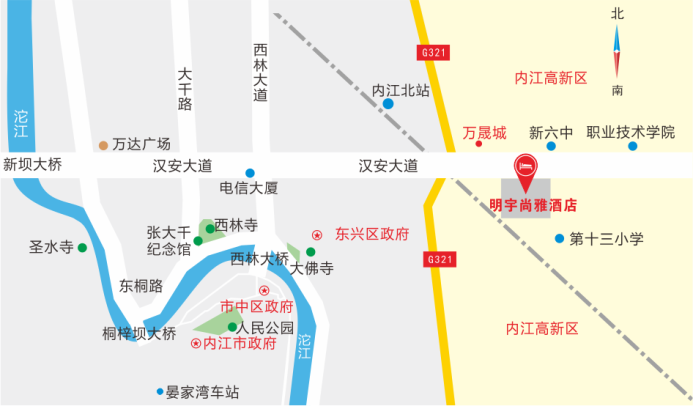 北
南
G321
内江高新区
西林大道
大千路
内江北站
沱江
万达广场
万晟城
新六中
职业技术学院
新坝大桥
汉安大道
汉安大道
电信大厦
明宇尚雅酒店
西林寺
张大千
纪念馆
东兴区政府
圣水寺
第十三小学
西林大桥
大佛寺
G321
东桐路
市中区政府
桐梓坝大桥
人民公园
内江市政府
沱江
内江高新区
晏家湾车站